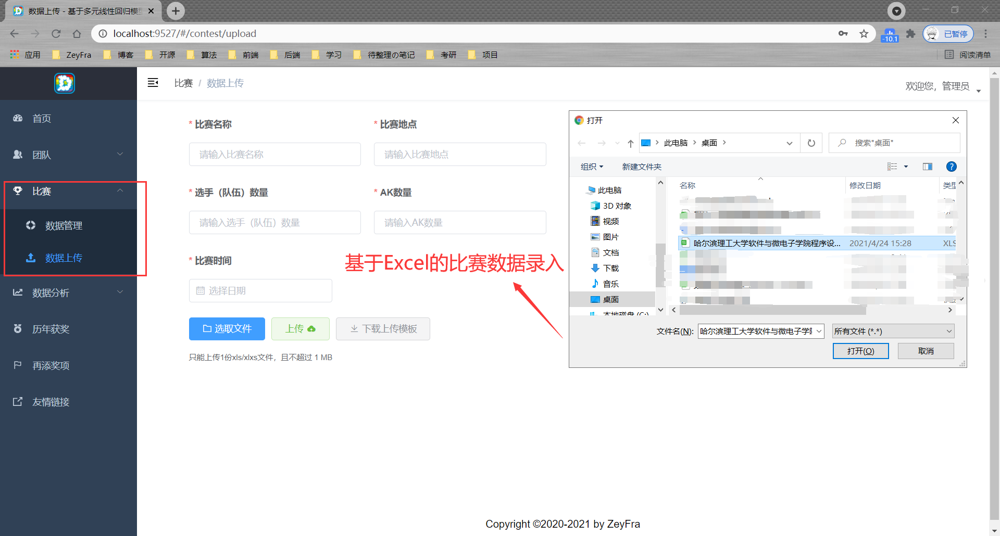 数据上传 - 基于多元线性回归模型
localhost:9527/#/contest/upload
-10.1
已暂停
应用
ZeyFra
博客
开源
算法
前端
后端
学习
待整理の笔记
考研
项目
阅读清单
比赛 / 数据上传
欢迎您，管理员
首页
团队
比赛
数据管理
数据上传
数据分析
历年获奖
再添奖项
友情链接
* 比赛名称
请输入比赛名称
* 比赛地点
请输入比赛地点
* 选手（队伍）数量
请输入选手（队伍）数量
* AK数量
请输入AK数量
* 比赛时间
选择日期
选取文件
上传
下载上传模板
只能上传1份xls/xlxs文件，且不超过 1 MB
基于Excel的比赛数据录入
打开
此电脑 > 桌面 >
搜索"桌面"
组织
新建文件夹
?
此电脑
3D 对象
视频
图片
文档
下载
音乐
桌面
本地磁盘 (C:)
名称
修改日期
类型
哈尔滨理工大学软件与微电子学院程序设... 2021/4/24 15:28 XLS
文件名(N):
哈尔滨理工大学软件与微电子学院
所有文件 (*.*)
打开(O)
取消
Copyright ©2020-2021 by ZeyFra